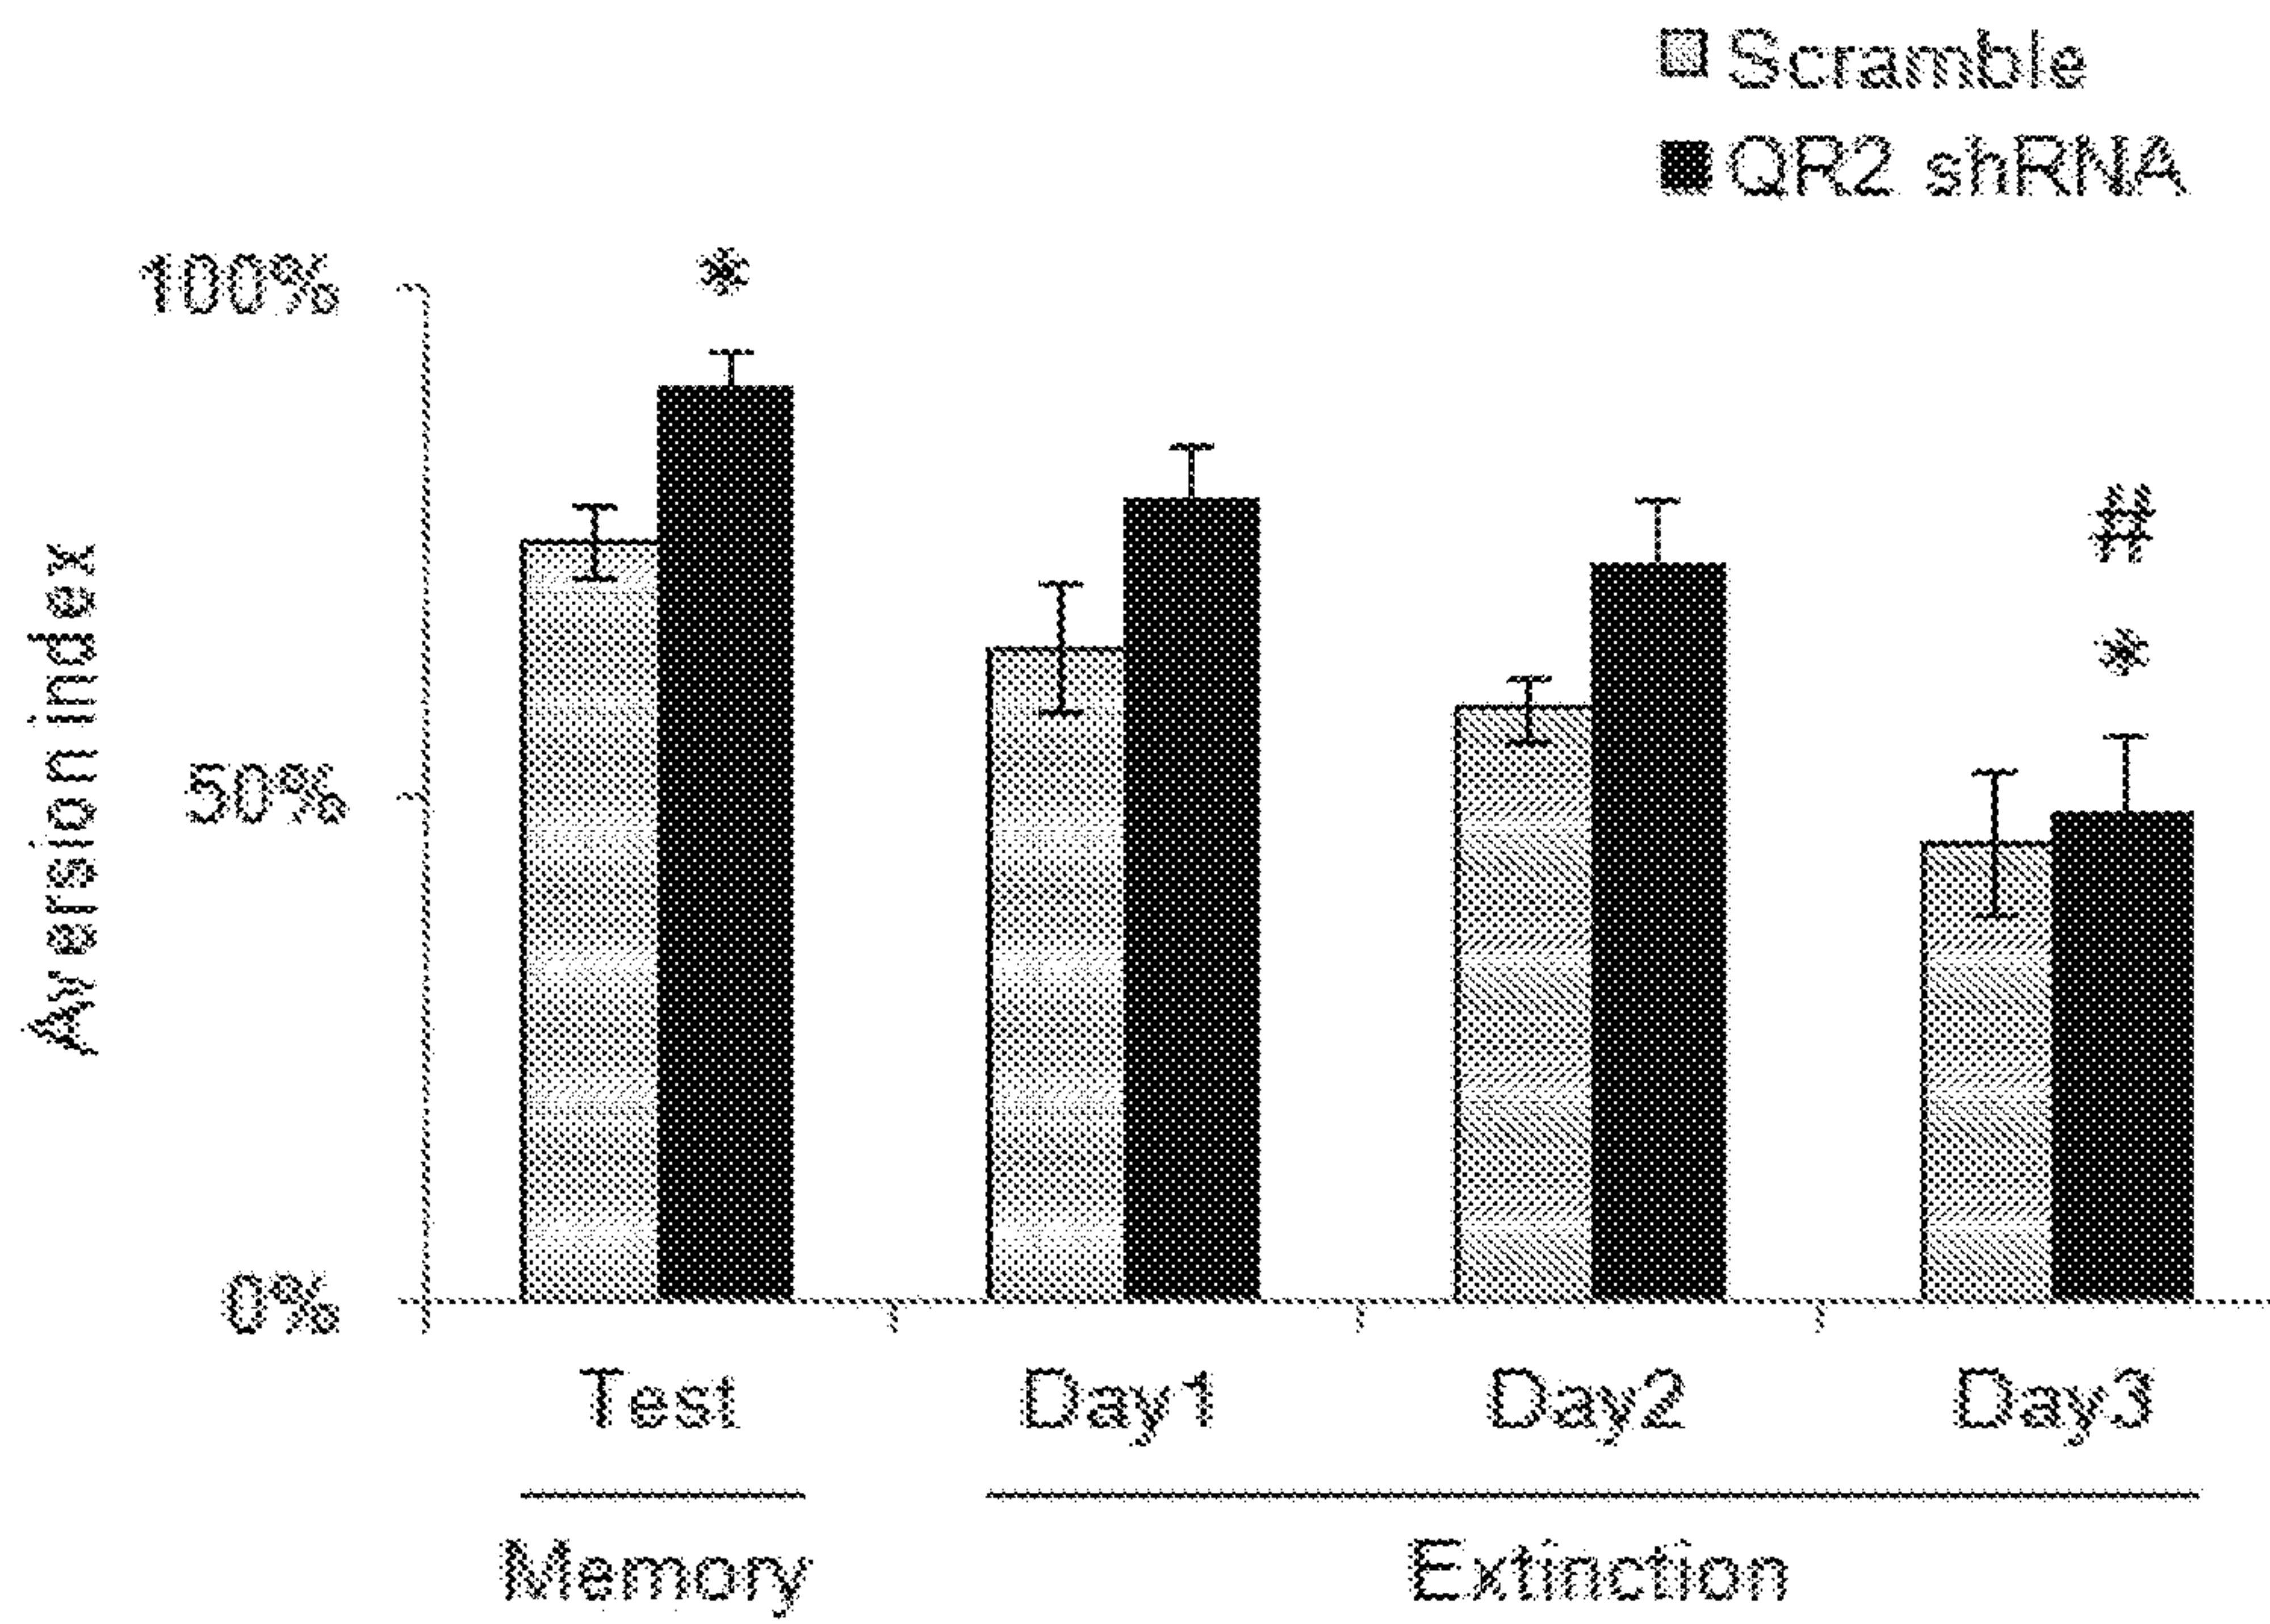 Scramble
QR2 shRNA
100%
*
50%
0%
#
*
Aversion index
Test
Day1
Day2
Day3
Memory
Extinction